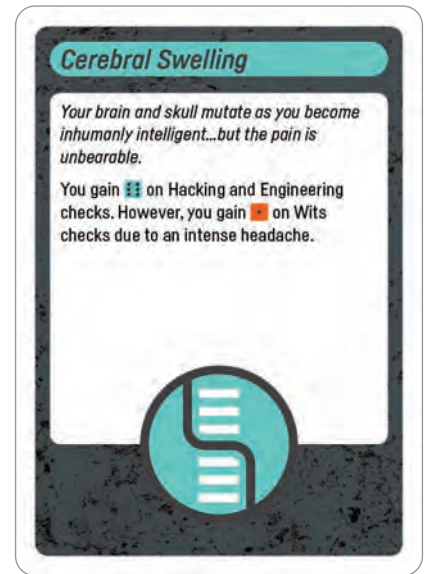 Cerebral Swelling
Your brain and skull mutate as you become
inhumanly intelligent...but the pain is
unbearable.
You gain on Hacking and Engineering
checks. However, you gain on Wits
checks due to an intense headache.